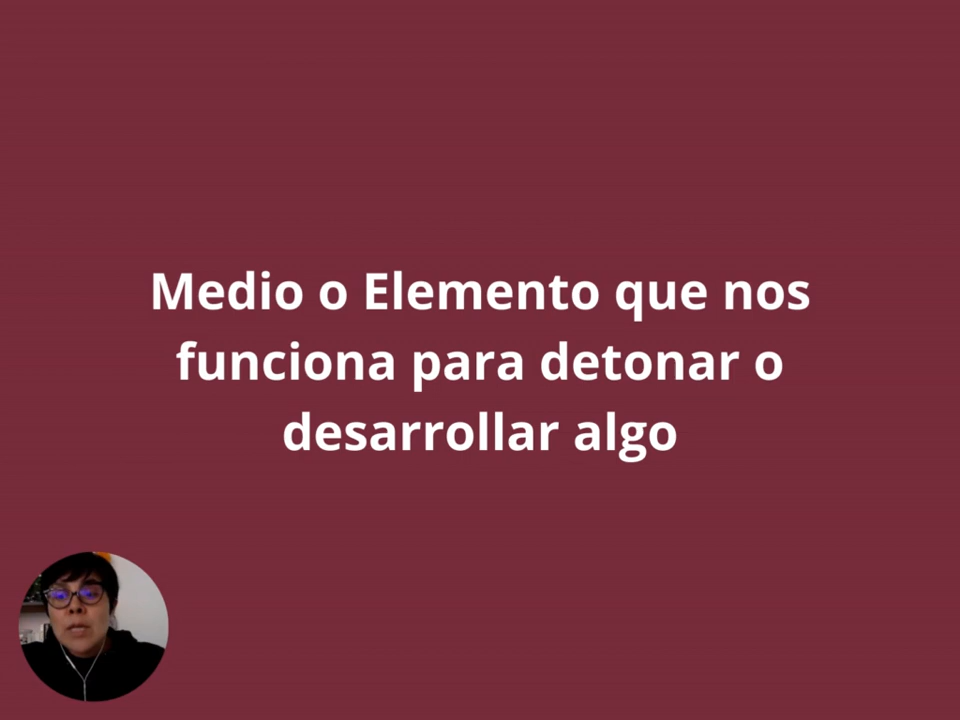 Medio o Elemento que nos
funciona para detonar o
desarrollar algo